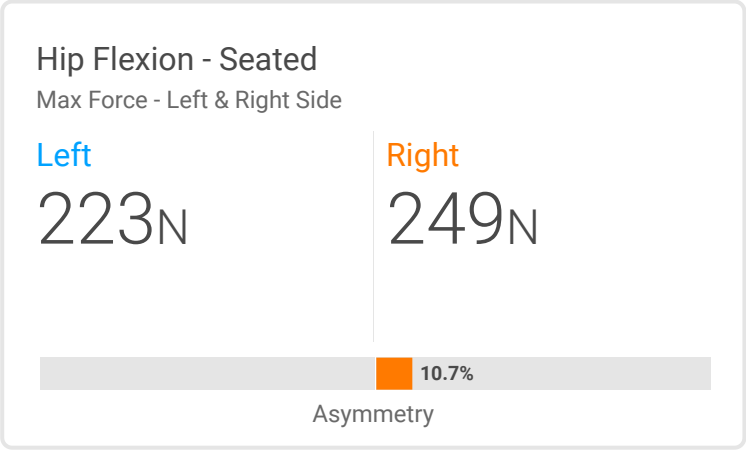 Hip Flexion - Seated
Max Force - Left & Right Side
Left
223N
Right
249N
10.7%
Asymmetry